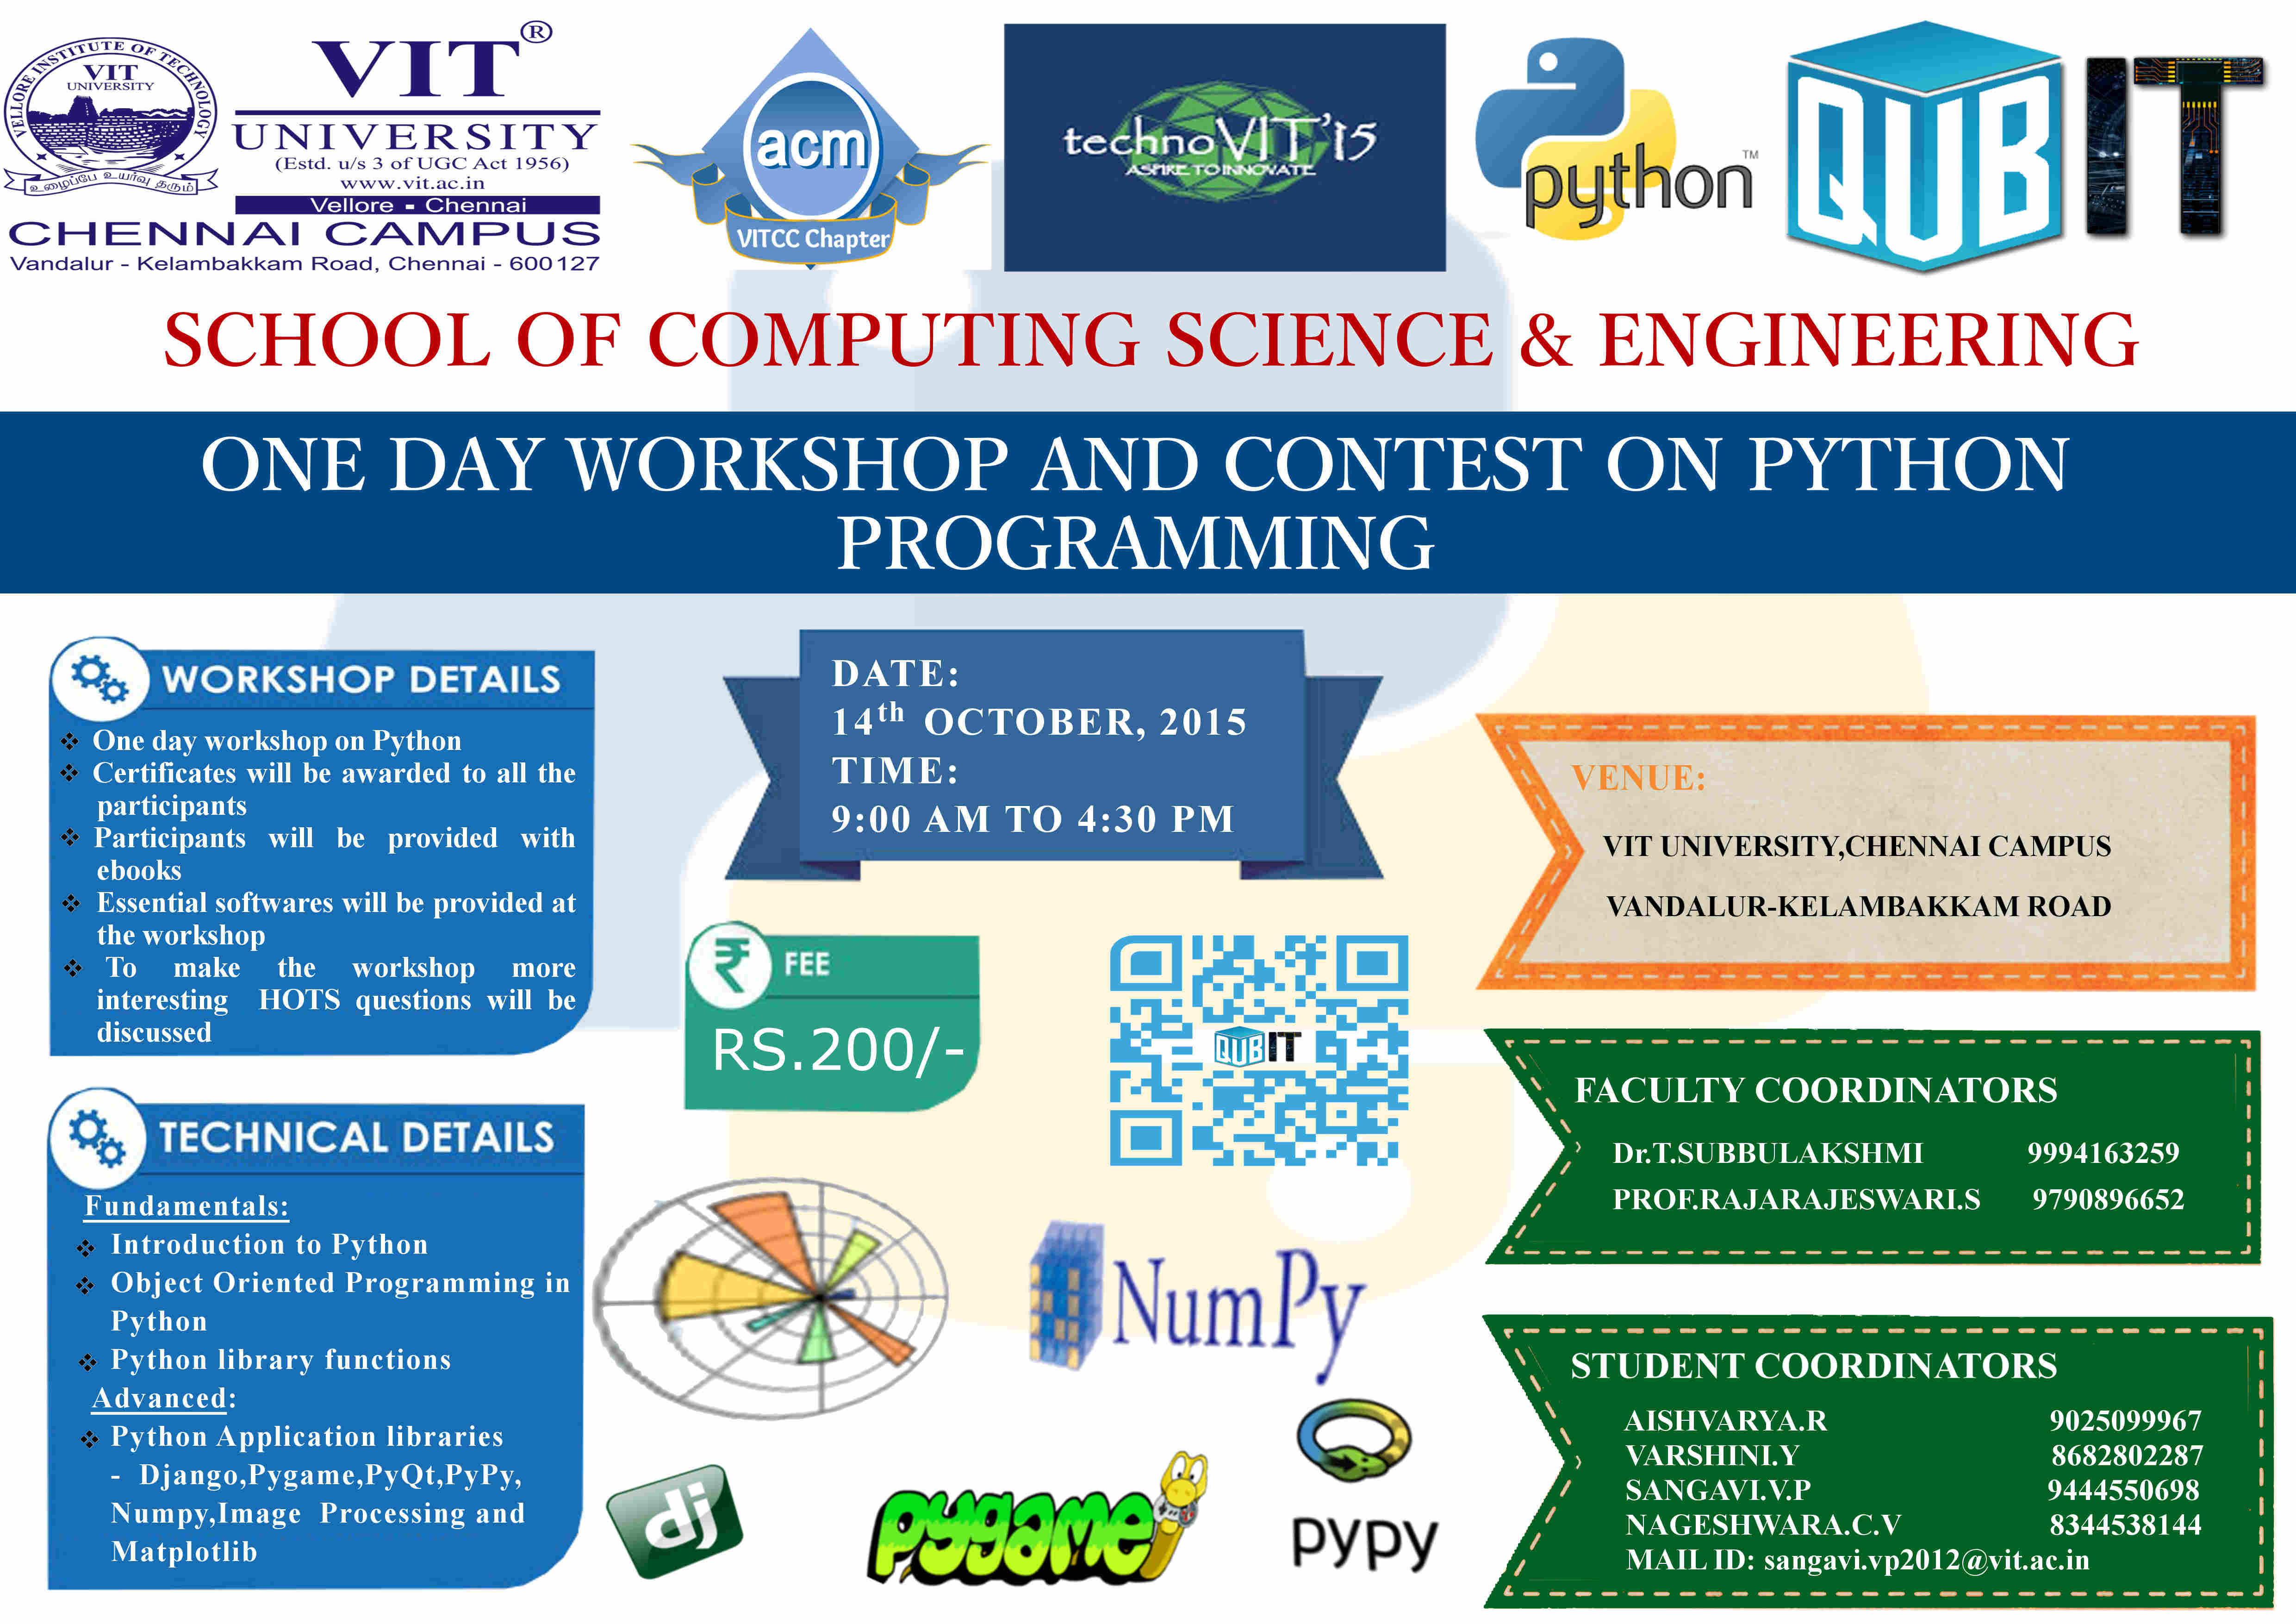 VELLORE INSTITUTE OF TECHNOLOGY
VIT
UNIVERSITY
உழைப்பே உயர்வு தரும்
VIT®
UNIVERSITY
(Estd. u/s 3 of UGC Act 1956)
www.vit.ac.in
Vellore - Chennai
CHENNAI CAMPUS
Vandalur - Kelambakkam Road, Chennai - 600127
acm
VITCC Chapter
technoVIT'15
ASPIRE TO INNOVATE
python™
QUBIT
SCHOOL OF COMPUTING SCIENCE & ENGINEERING
ONE DAY WORKSHOP AND CONTEST ON PYTHON
PROGRAMMING
WORKSHOP DETAILS
❖ One day workshop on Python
❖ Certificates will be awarded to all the
participants
❖ Participants will be provided with
ebooks
❖ Essential softwares will be provided at
the workshop
❖ To make the workshop more
interesting HOTS questions will be
discussed
TECHNICAL DETAILS
Fundamentals:
❖ Introduction to Python
❖ Object Oriented Programming in
Python
❖ Python library functions
Advanced:
❖ Python Application libraries
- Django,Pygame,PyQt,PyPy,
Numpy,Image Processing and
Matplotlib
DATE:
14th OCTOBER, 2015
TIME:
9:00 AM TO 4:30 PM
₹ FEE
RS.200/-
QUBIT
NumPy
dj
pygame
pypy
VENUE:
VIT UNIVERSITY,CHENNAI CAMPUS
VANDALUR-KELAMBAKKAM ROAD
FACULTY COORDINATORS
Dr.T.SUBBULAKSHMI 9994163259
PROF.RAJARAJESWARI.S 9790896652
STUDENT COORDINATORS
AISHVARYA.R 9025099967
VARSHINI.Y 8682802287
SANGAVI.V.P 9444550698
NAGESHWARA.C.V 8344538144
MAIL ID: sangavi.vp2012@vit.ac.in